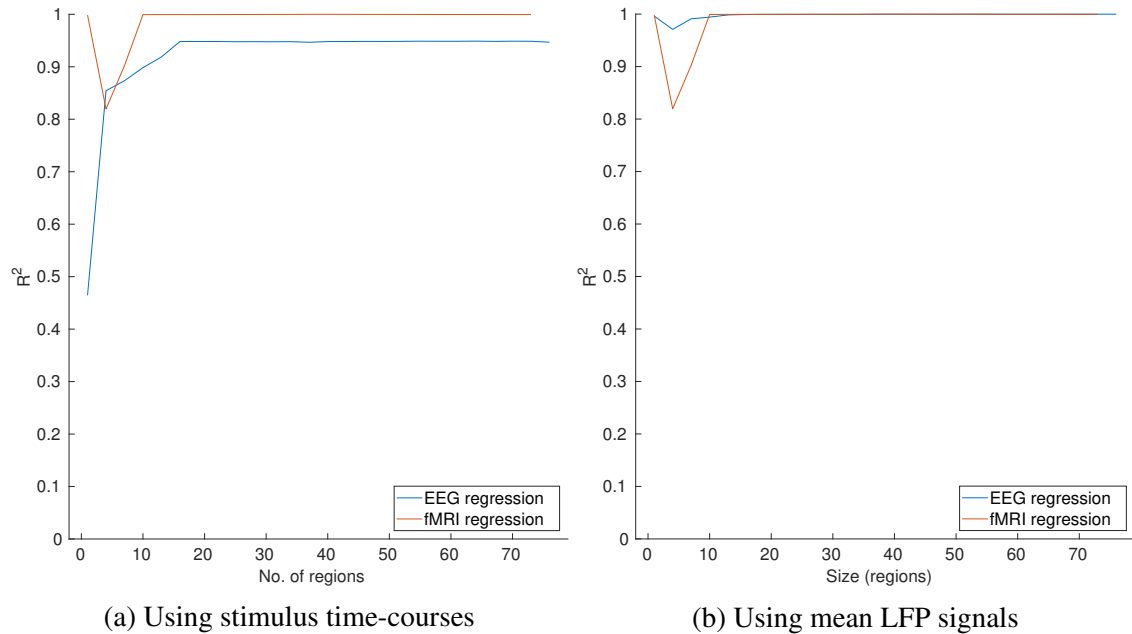 1
0.9
0.8
0.7
0.6
0.5
0.4
0.3
0.2
0.1
0
R²
0 10 20 30 40 50 60 70
No. of regions
EEG regression
fMRI regression
(a) Using stimulus time-courses
1
0.9
0.8
0.7
0.6
0.5
0.4
0.3
0.2
0.1
0
R²
0 10 20 30 40 50 60 70
Size (regions)
EEG regression
fMRI regression
(b) Using mean LFP signals